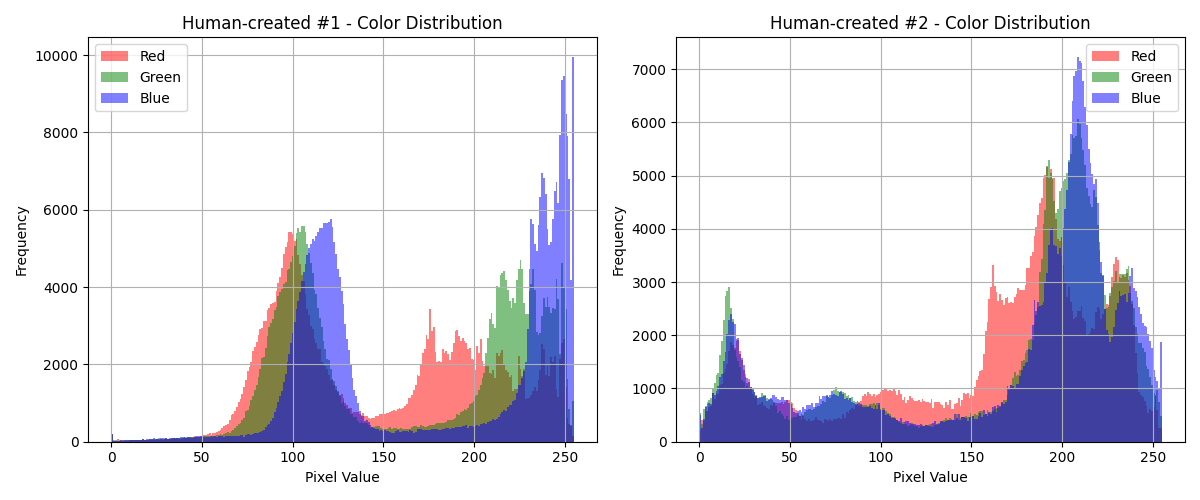 Human-created #1 - Color Distribution
Red
Green
Blue
Frequency
10000
8000
6000
4000
2000
0
0 50 100 150 200 250
Pixel Value
Human-created #2 - Color Distribution
Red
Green
Blue
Frequency
7000
6000
5000
4000
3000
2000
1000
0
0 50 100 150 200 250
Pixel Value